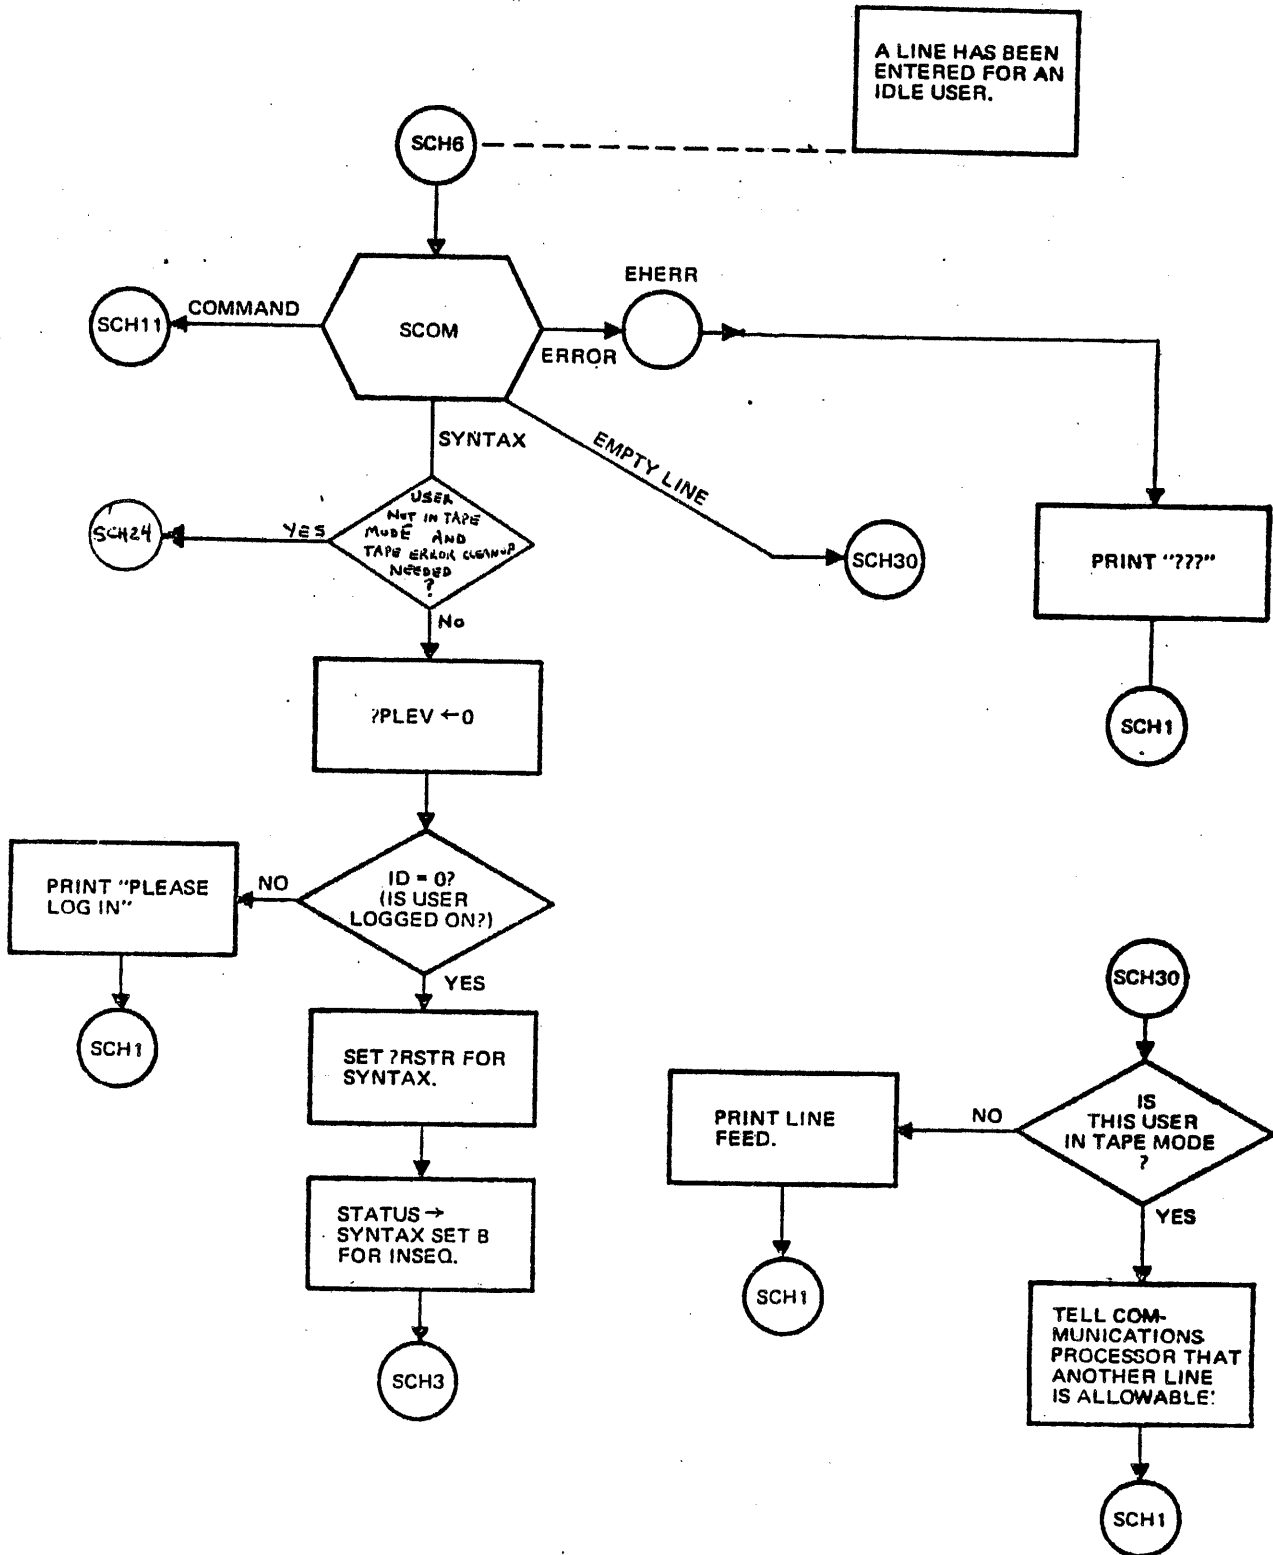 A LINE HAS BEEN
ENTERED FOR AN
IDLE USER.
SCH6
EHERR
COMMAND
SCH11
SCOM
ERROR
SYNTAX
EMPTY LINE
USER
NOT IN TAPE
MODE AND
TAPE ERROR CLEANUP
NEEDED
?
YES
SCH24
SCH30
PRINT "???"
No
?PLEV ←0
SCH1
PRINT "PLEASE
LOG IN"
NO
ID = 0?
(IS USER
LOGGED ON?)
YES
SCH1
SET ?RSTR FOR
SYNTAX.
STATUS →
SYNTAX SET B
FOR INSEQ.
SCH3
SCH30
IS
THIS USER
IN TAPE MODE
?
NO
PRINT LINE
FEED.
SCH1
YES
TELL COM-
MUNICATIONS
PROCESSOR THAT
ANOTHER LINE
IS ALLOWABLE.
SCH1